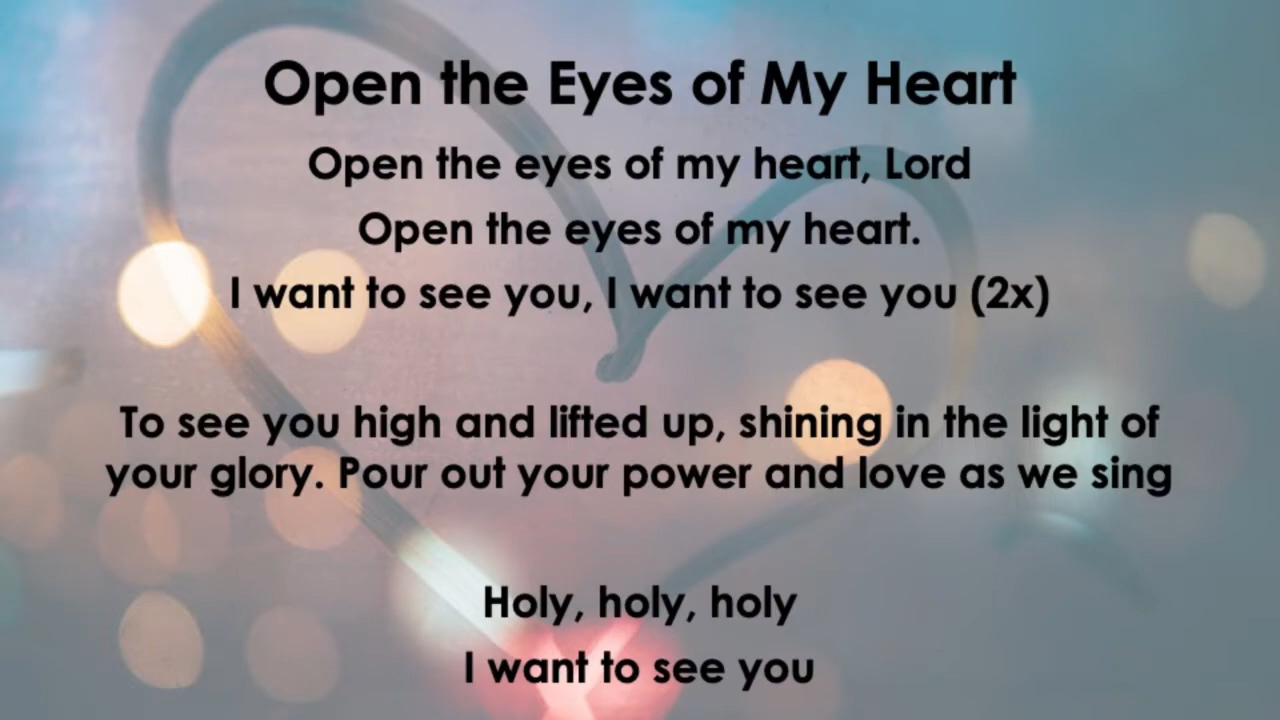 Open the Eyes of My Heart
Open the eyes of my heart, Lord
Open the eyes of my heart.
I want to see you, I want to see you (2x)
To see you high and lifted up, shining in the light of
your glory. Pour out your power and love as we sing
Holy, holy, holy
I want to see you